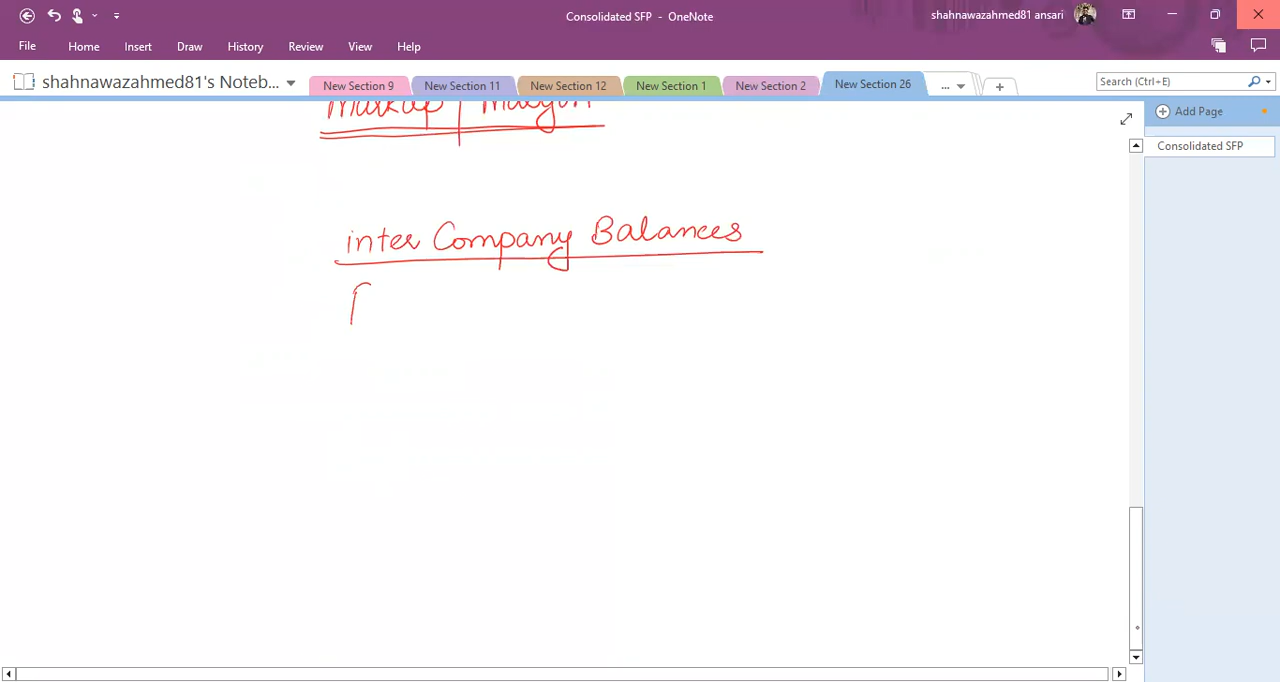 Consolidated SFP - OneNote
shahnawazahmed81 ansari
File Home Insert Draw History Review View Help
shahnawazahmed81's Noteb...
New Section 9 New Section 11 New Section 12 New Section 1 New Section 2 New Section 26 ...
Search (Ctrl+E)
Add Page
Consolidated SFP
Markup | Margin
inter Company Balances